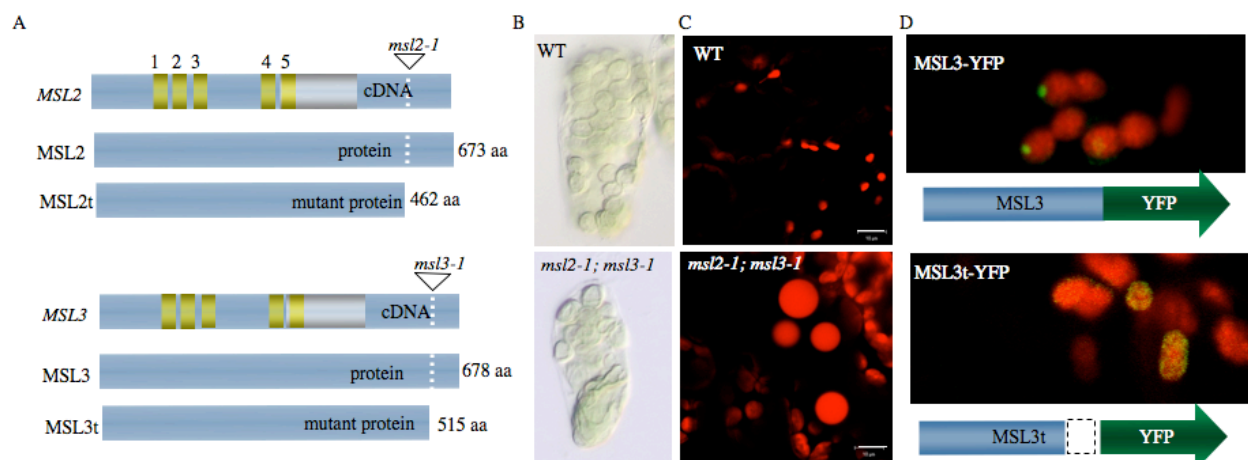 A
msl2-1
1 2 3 4 5
MSL2
cDNA
MSL2
protein
673 aa
MSL2t
mutant protein
462 aa
msl3-1
MSL3
cDNA
MSL3
protein
678 aa
MSL3t
mutant protein
515 aa
B
WT
msl2-1; msl3-1
C
WT
msl2-1; msl3-1
D
MSL3-YFP
MSL3
YFP
MSL3t-YFP
MSL3t
YFP